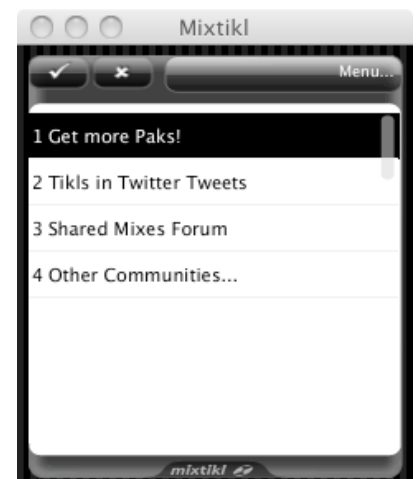 Mixtikl
Menu...
1 Get more Paks!
2 Tikls in Twitter Tweets
3 Shared Mixes Forum
4 Other Communities...
mixtikl